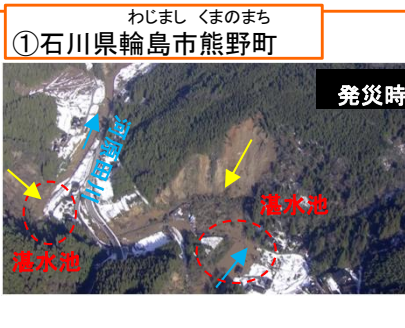 わじまし くまのまち
①石川県輪島市熊野町
発災時
河原田川
湛水池
湛水池